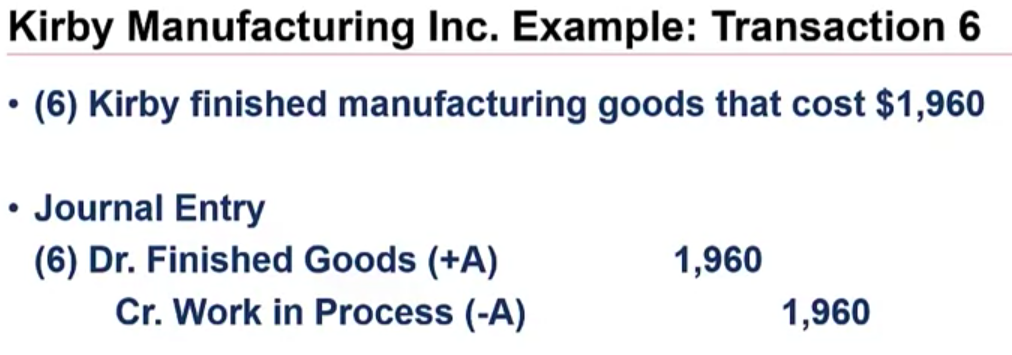 Kirby Manufacturing Inc. Example: Transaction 6
• (6) Kirby finished manufacturing goods that cost $1,960
• Journal Entry
(6) Dr. Finished Goods (+A) 1,960
Cr. Work in Process (-A) 1,960